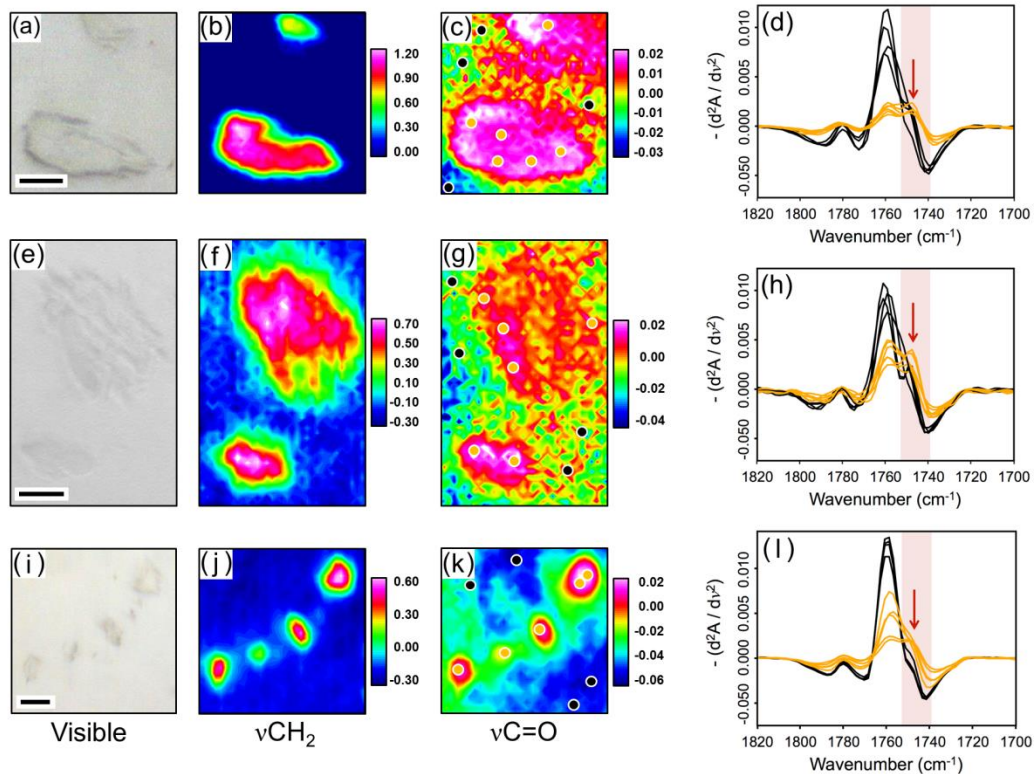 (a)
(b)
1.20
0.90
0.60
0.30
0.00
(c)
0.02
0.01
0.00
-0.01
-0.03
(d)
- (d²A / dν²)
0.010
0.005
0.000
-0.050
1820 1800 1780 1760 1740 1720 1700
Wavenumber (cm⁻¹)
(e)
(f)
0.70
0.50
0.30
0.10
-0.10
-0.30
(g)
0.02
0.00
-0.02
-0.04
(h)
- (d²A / dν²)
0.010
0.005
0.000
-0.050
1820 1800 1780 1760 1740 1720 1700
Wavenumber (cm⁻¹)
(i)
(j)
0.60
0.30
0.00
-0.30
(k)
0.02
0.00
-0.02
-0.04
-0.06
(l)
- (d²A / dν²)
0.010
0.005
0.000
-0.050
1820 1800 1780 1760 1740 1720 1700
Wavenumber (cm⁻¹)
Visible
νCH₂
νC=O